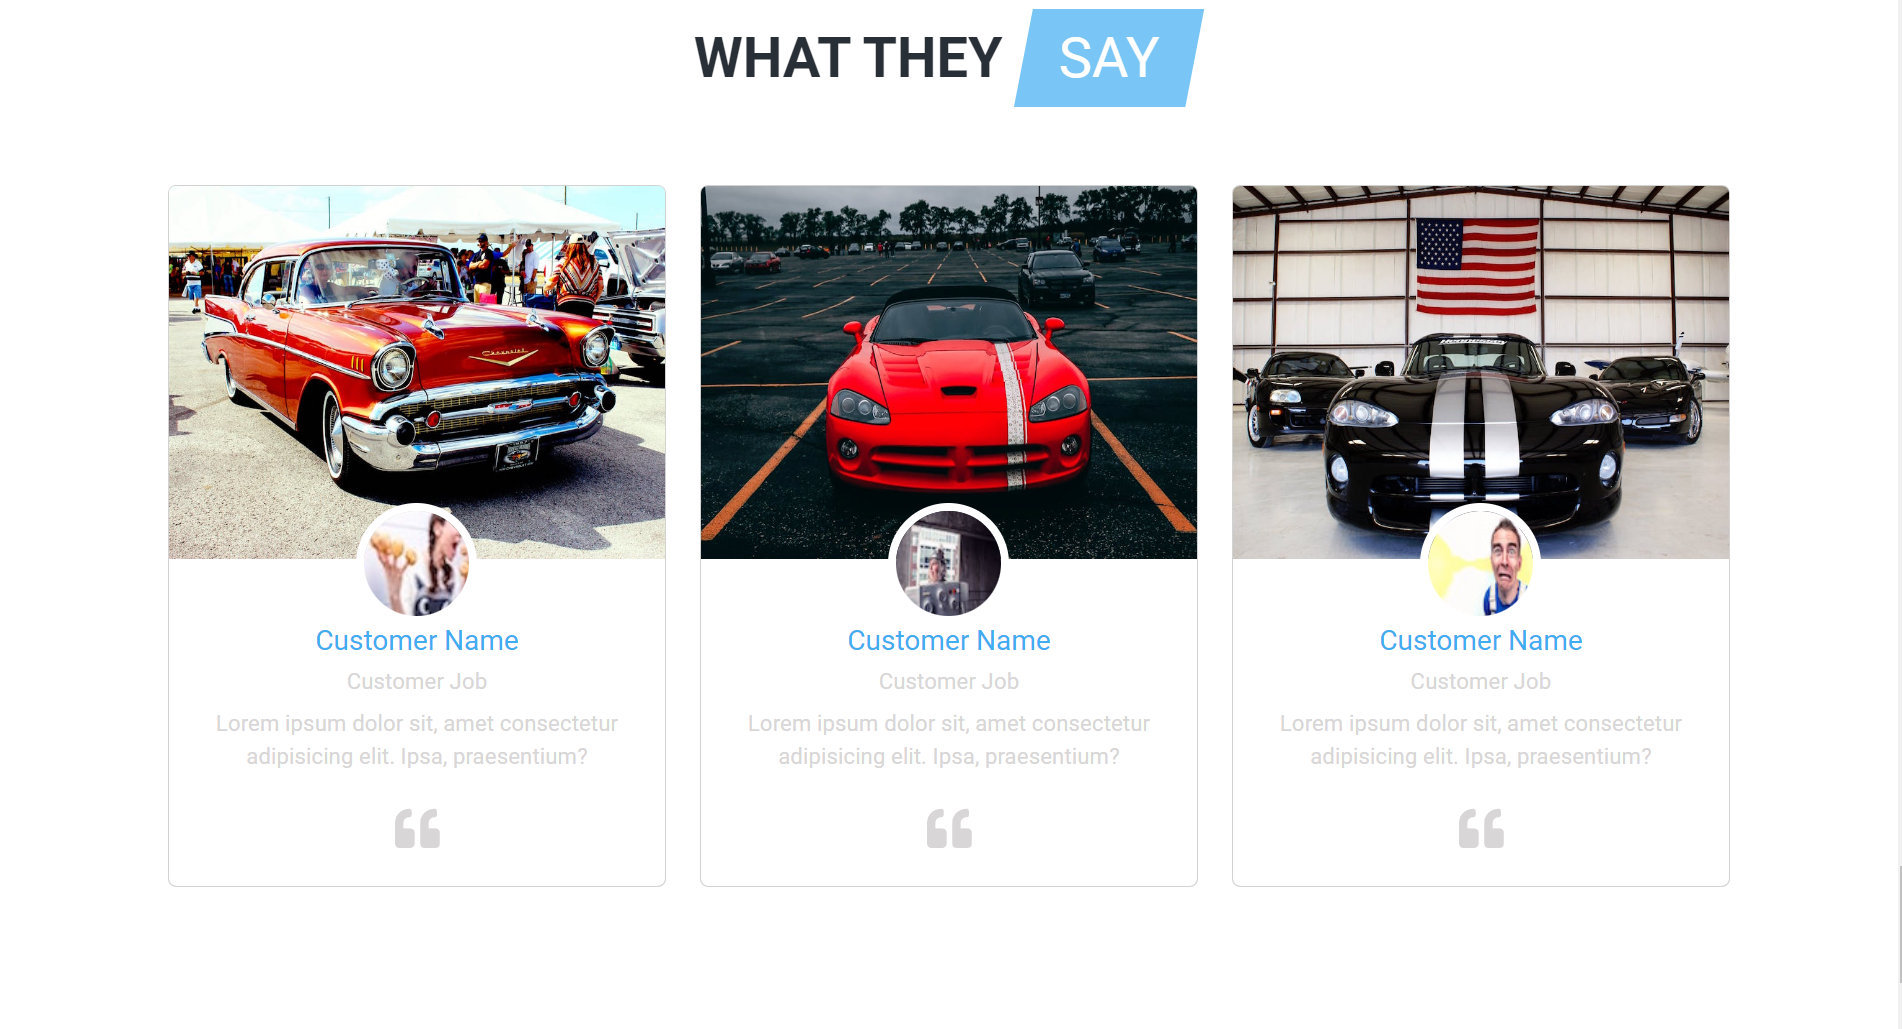 WHAT THEY SAY
Chevrolet
Hennessey
Customer Name
Customer Job
Lorem ipsum dolor sit, amet consectetur
adipisicing elit. Ipsa, praesentium?
Customer Name
Customer Job
Lorem ipsum dolor sit, amet consectetur
adipisicing elit. Ipsa, praesentium?
Customer Name
Customer Job
Lorem ipsum dolor sit, amet consectetur
adipisicing elit. Ipsa, praesentium?